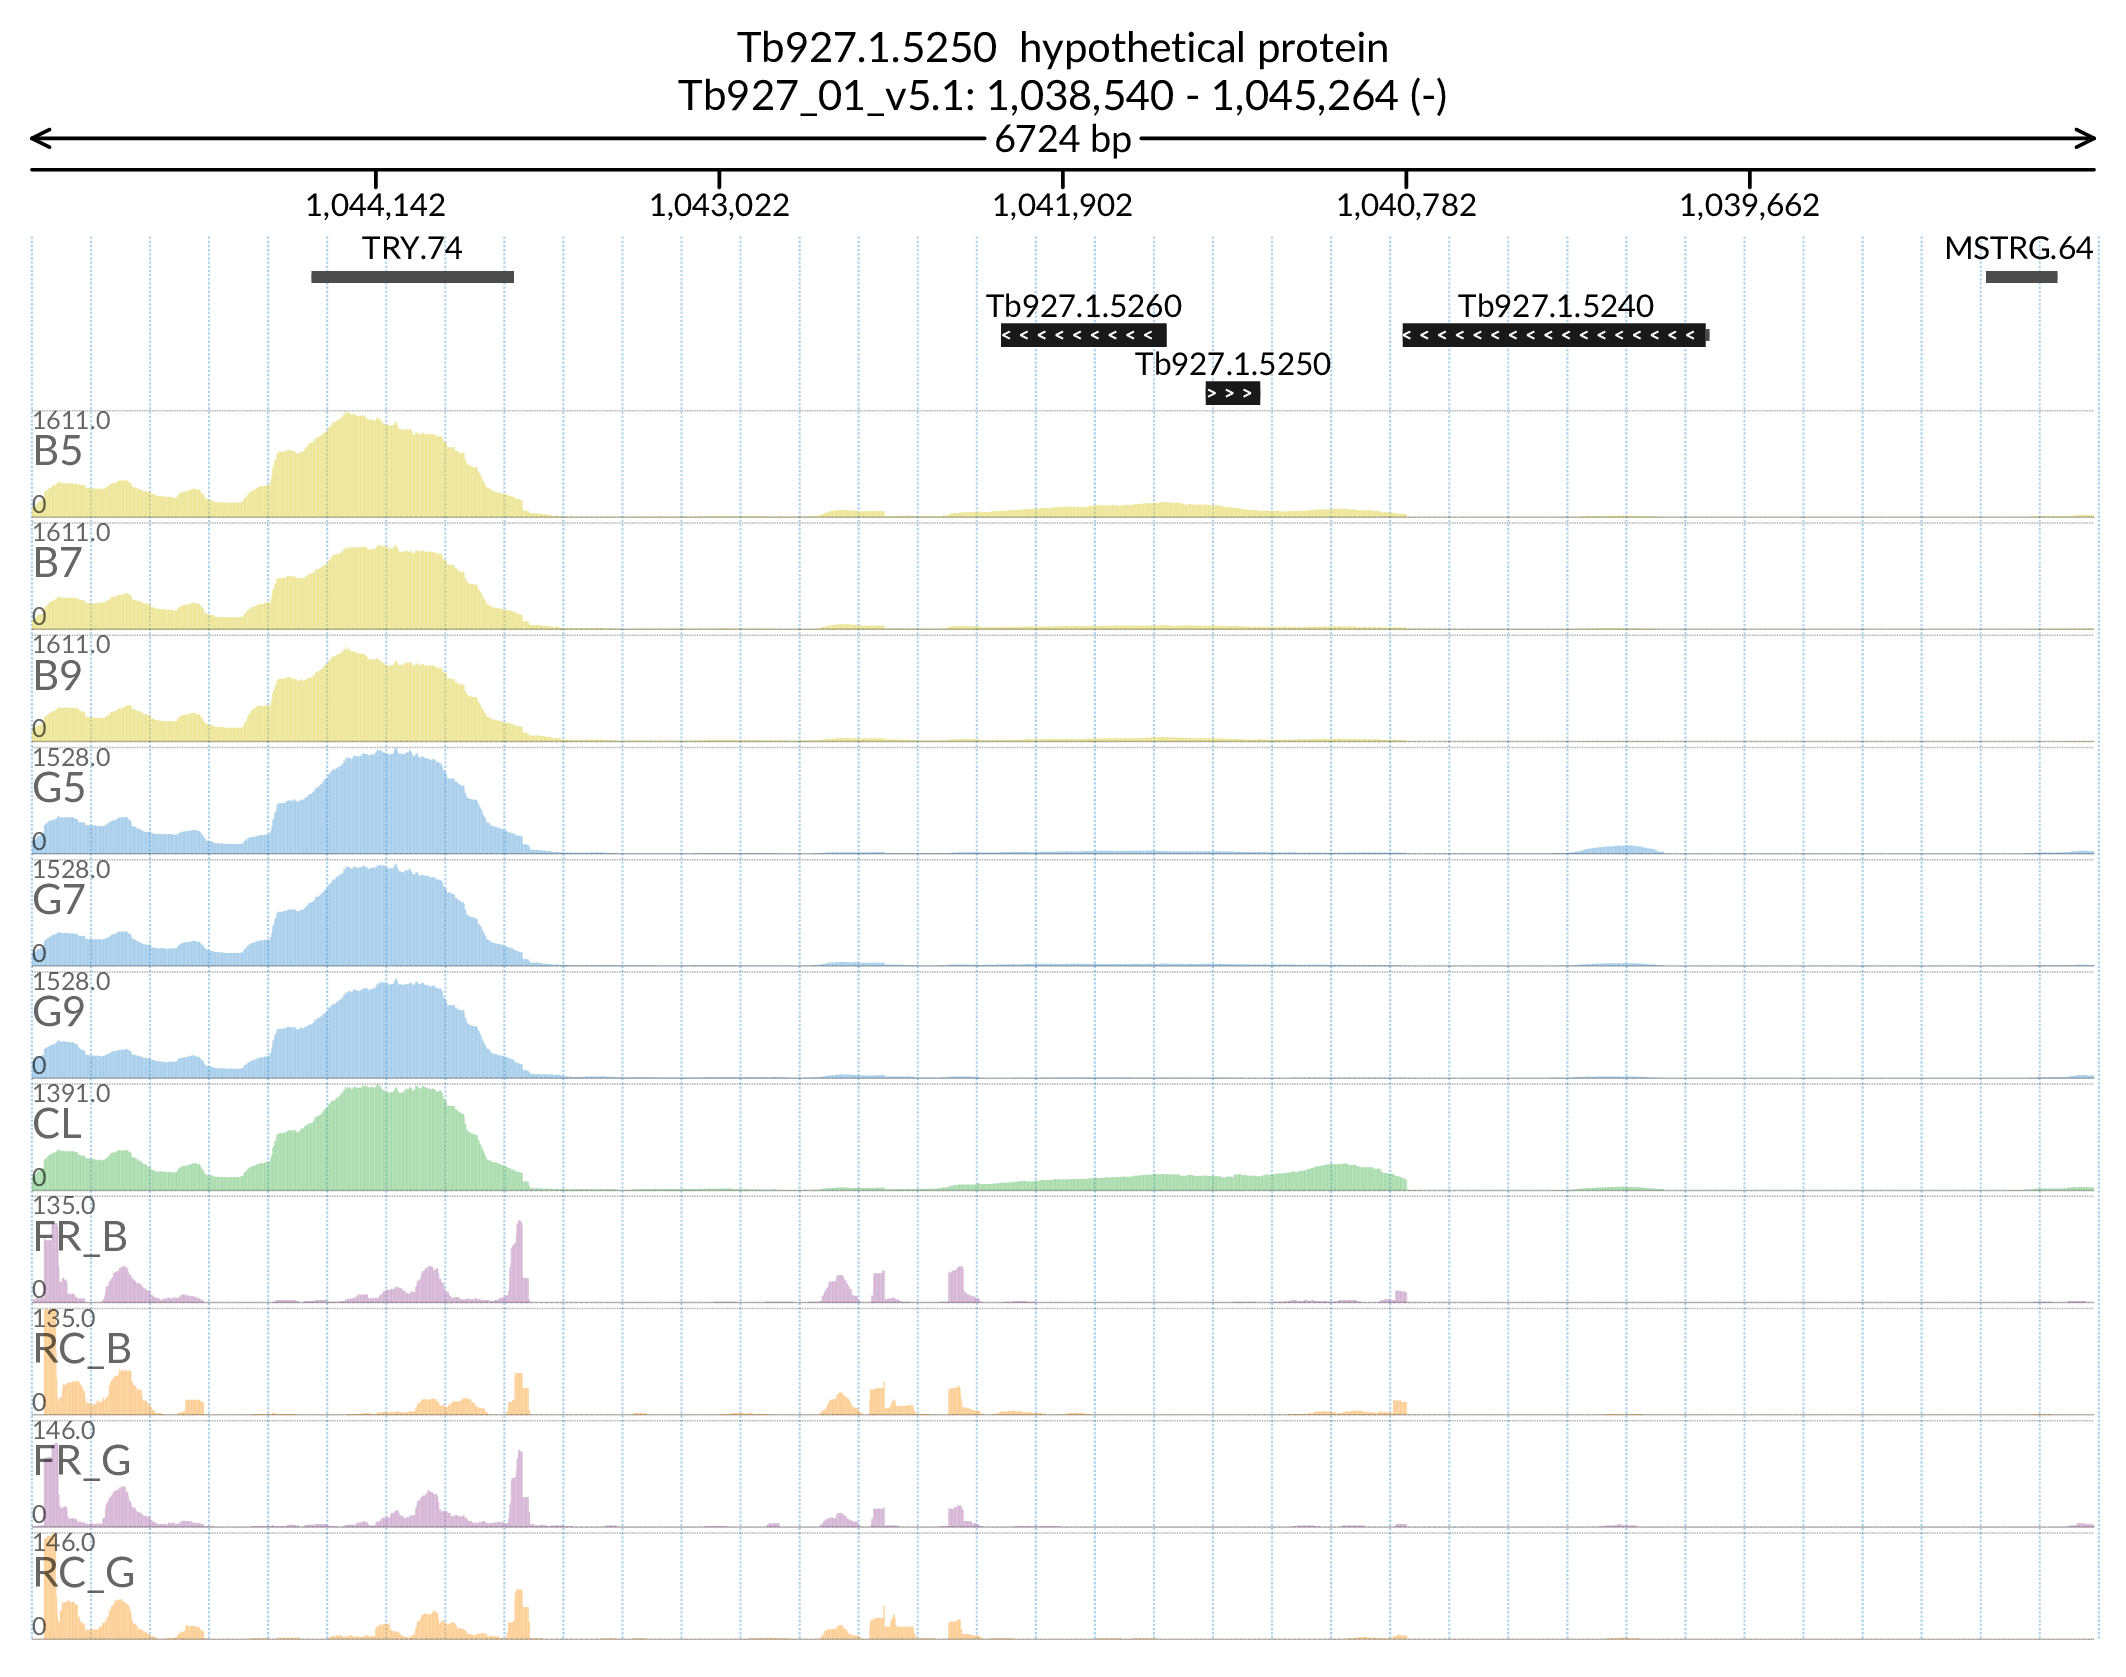 Tb927.1.5250 hypothetical protein
Tb927_01_v5.1: 1,038,540 - 1,045,264 (-)
6724 bp
1,044,142 1,043,022 1,041,902 1,040,782 1,039,662
TRY.74 MSTRG.64
Tb927.1.5260 Tb927.1.5240
Tb927.1.5250
1611.0
B5
0
1611.0
B7
0
1611.0
B9
0
1528.0
G5
0
1528.0
G7
0
1528.0
G9
0
1391.0
CL
0
135.0
FR_B
0
135.0
RC_B
0
146.0
FR_G
0
146.0
RC_G
0